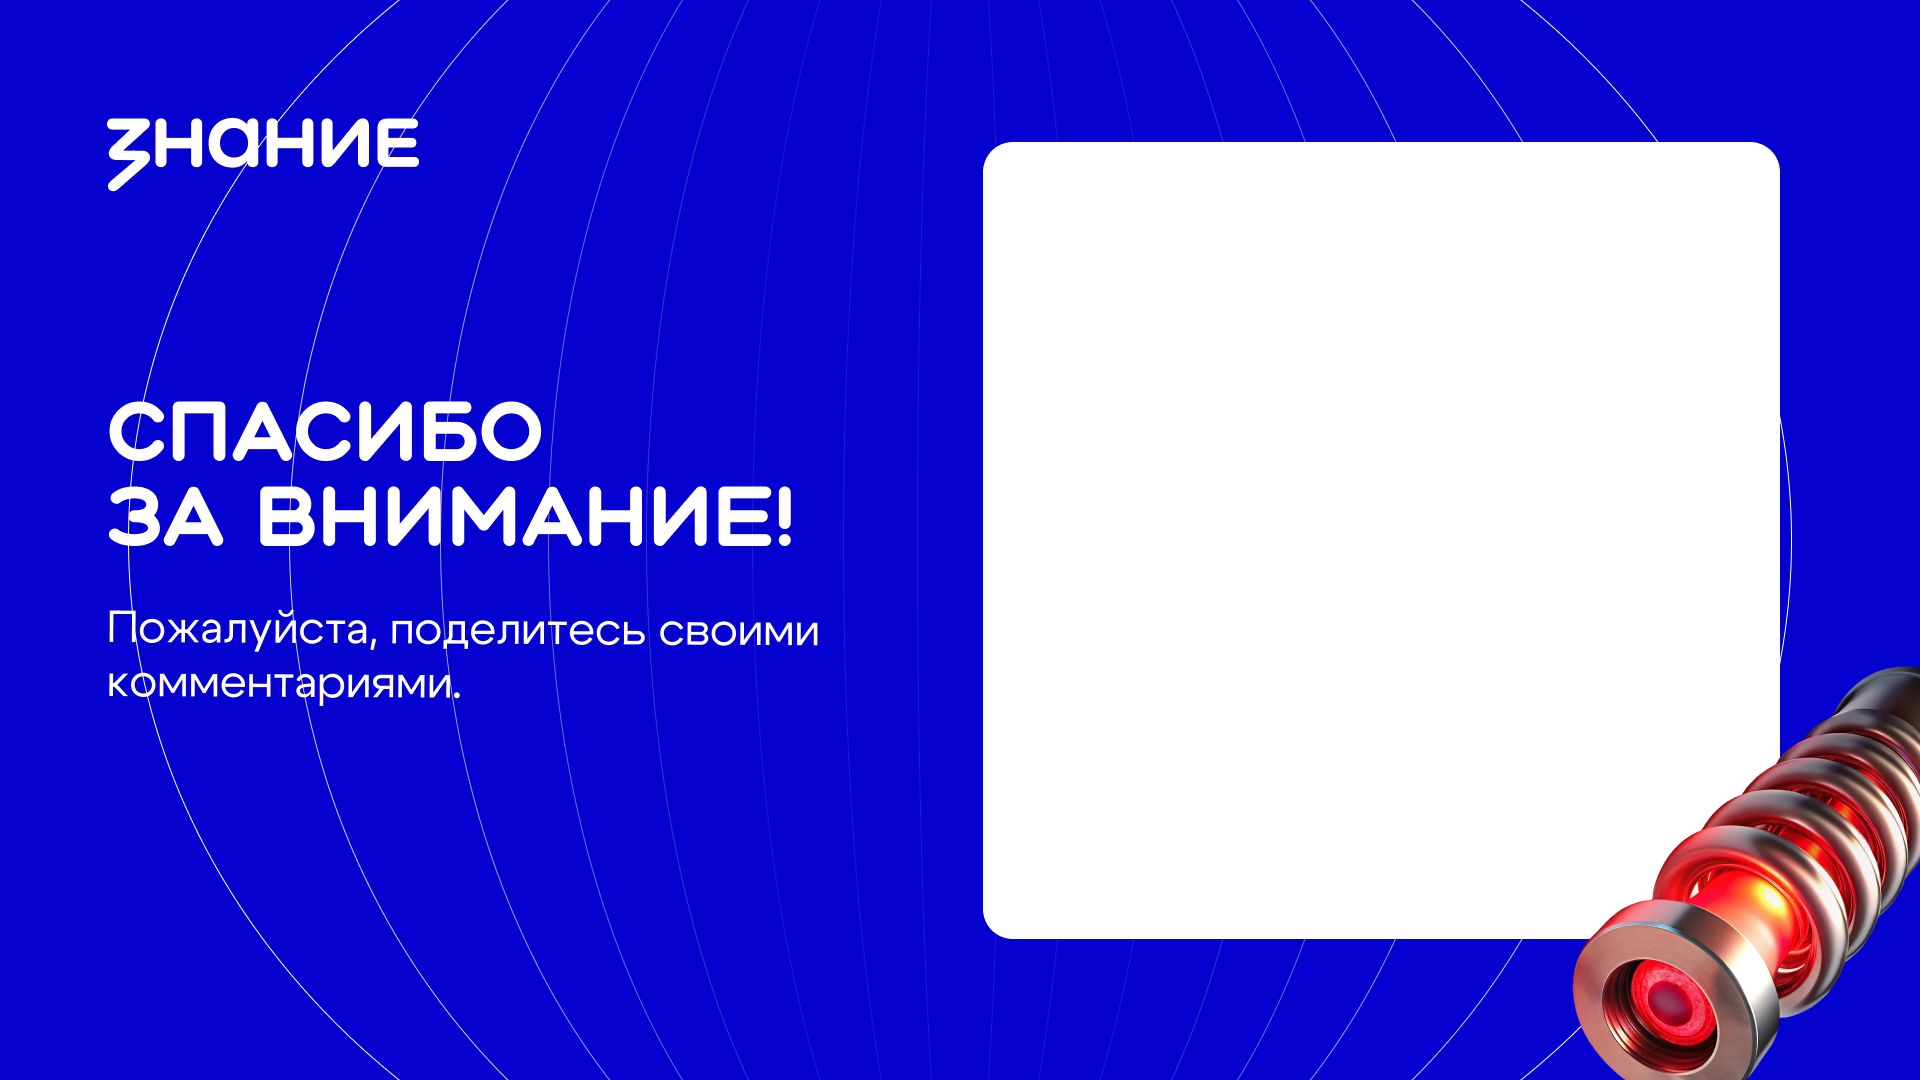 знание
СПАСИБО
ЗА ВНИМАНИЕ!
Пожалуйста, поделитесь своими
комментариями.